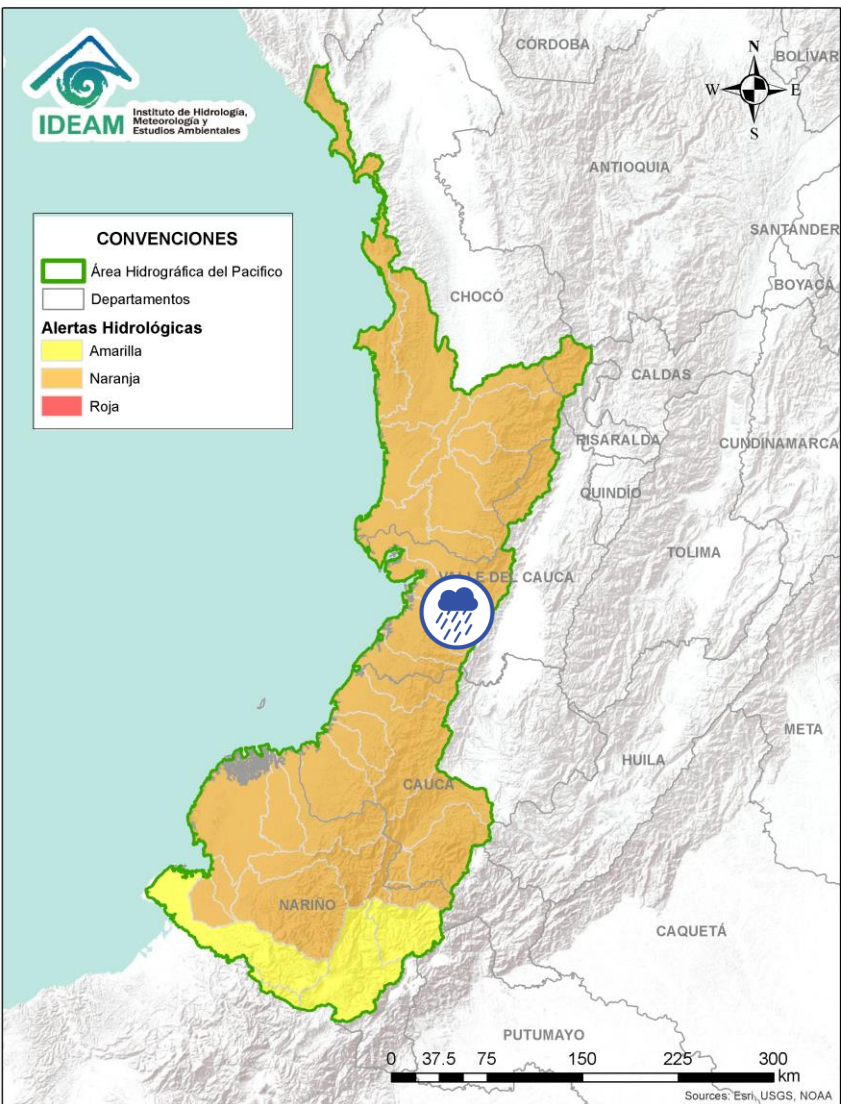 IDEAM
Instituto de Hidrología,
Meteorología y
Estudios Ambientales
N
W
E
S
CONVENCIONES
Área Hidrográfica del Pacifico
Departamentos
Alertas Hidrológicas
Amarilla
Naranja
Roja
CÓRDOBA
BOLÍVAR
ANTIOQUIA
SANTANDER
BOYACÁ
CHOCÓ
CALDAS
RISARALDA
CUNDINAMARCA
QUINDÍO
TOLIMA
VALLE DEL CAUCA
META
HUILA
CAUCA
NARIÑO
CAQUETÁ
PUTUMAYO
0 37.5 75 150 225 300
km
Sources: Esri, USGS, NOAA